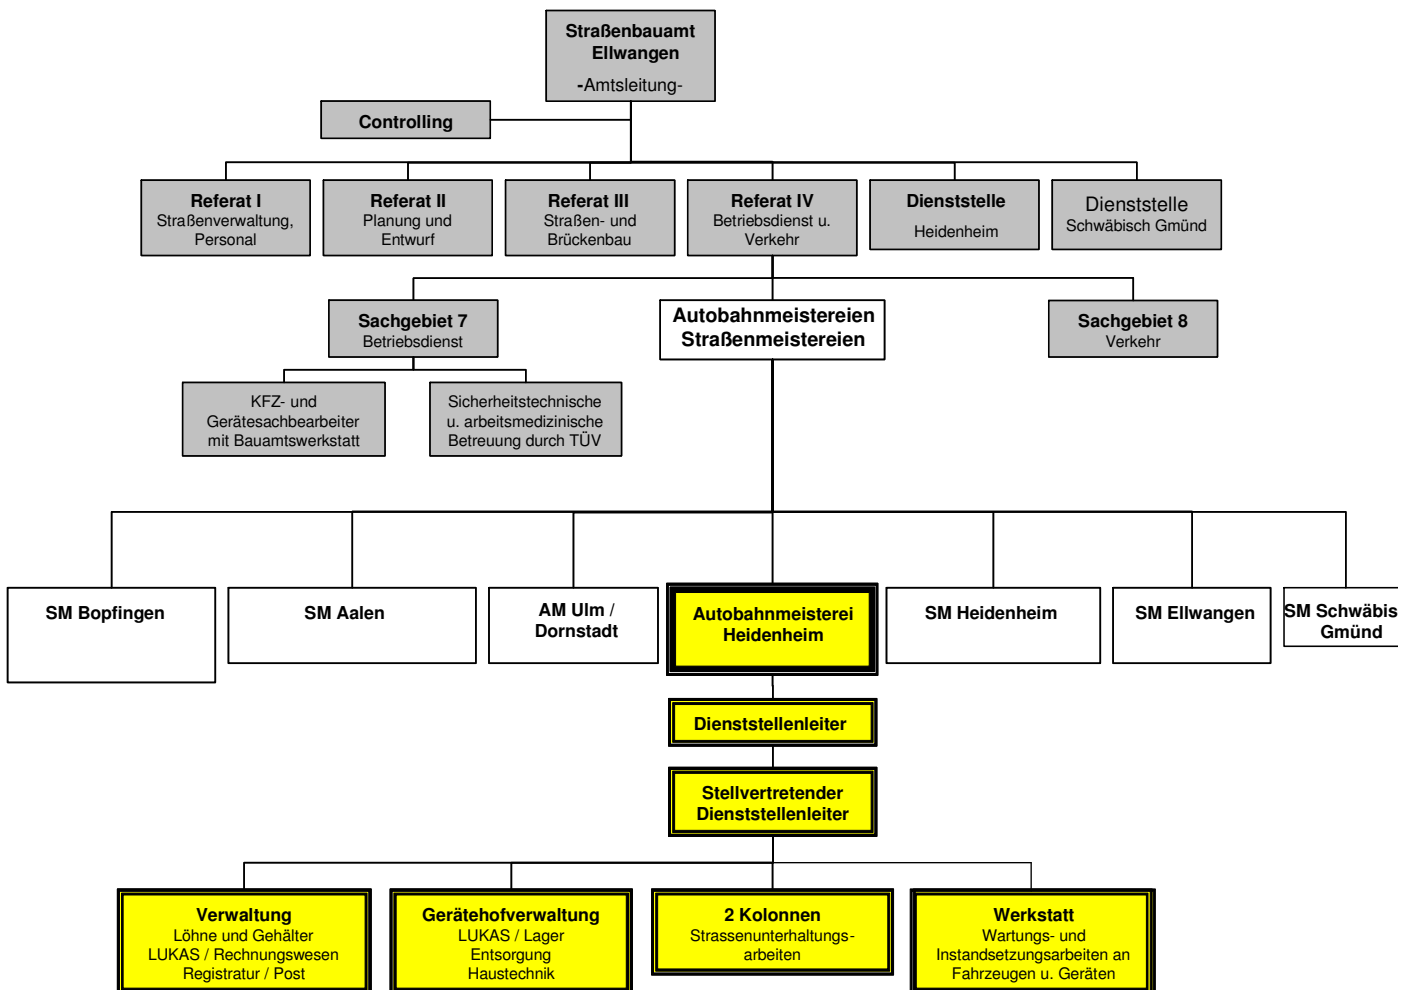 Straßenbauamt
Ellwangen
-Amtsleitung-
Controlling
Referat I
Straßenverwaltung,
Personal
Referat II
Planung und
Entwurf
Referat III
Straßen- und
Brückenbau
Referat IV
Betriebsdienst u.
Verkehr
Dienststelle
Heidenheim
Dienststelle
Schwäbisch Gmünd
Sachgebiet 7
Betriebsdienst
Autobahnmeistereien
Straßenmeistereien
Sachgebiet 8
Verkehr
KFZ- und
Gerätesachbearbeiter
mit Bauamtswerkstatt
Sicherheitstechnische
u. arbeitsmedizinische
Betreuung durch TÜV
SM Bopfingen
SM Aalen
AM Ulm /
Dornstadt
Autobahnmeisterei
Heidenheim
SM Heidenheim
SM Ellwangen
SM Schwäbis
Gmünd
Dienststellenleiter
Stellvertretender
Dienststellenleiter
Verwaltung
Löhne und Gehälter
LUKAS / Rechnungswesen
Registratur / Post
Gerätehofverwaltung
LUKAS / Lager
Entsorgung
Haustechnik
2 Kolonnen
Strassenunterhaltungs-
arbeiten
Werkstatt
Wartungs- und
Instandsetzungsarbeiten an
Fahrzeugen u. Geräten